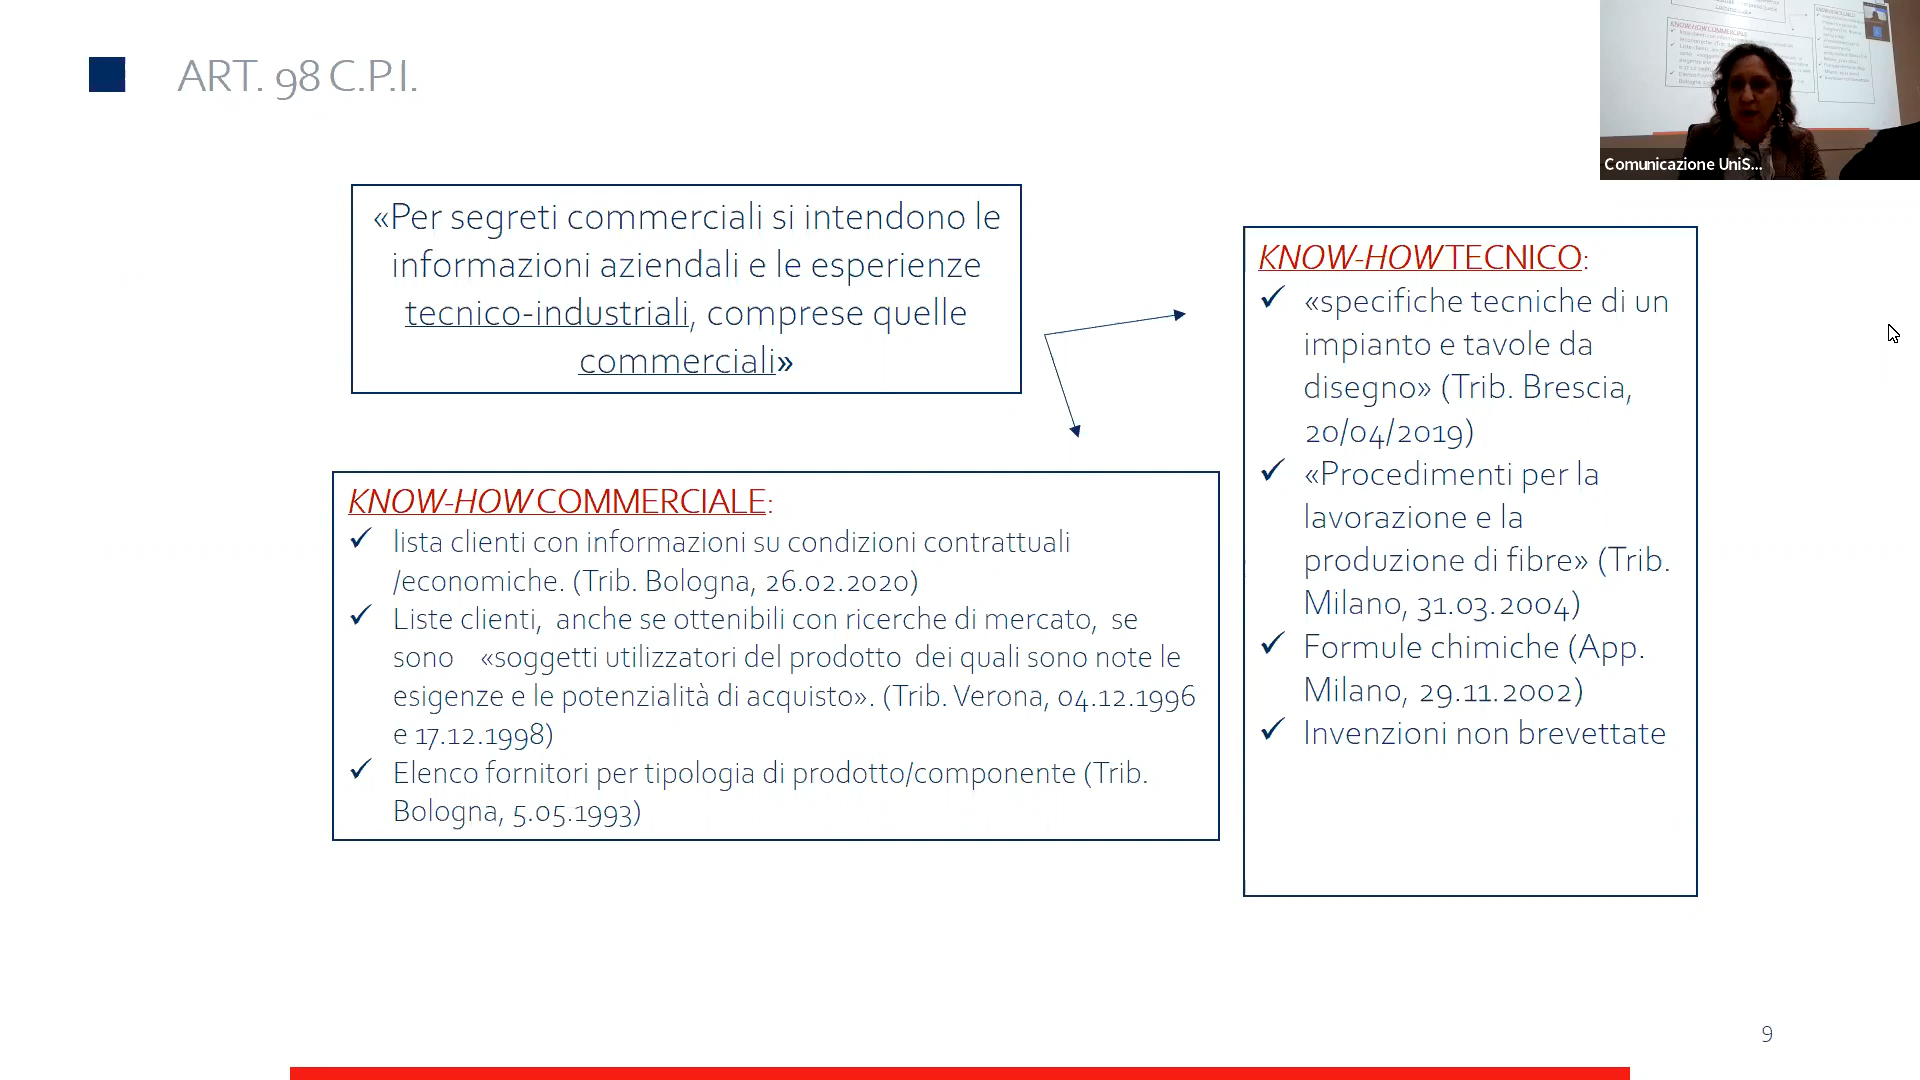 ART. 98 C.P.I.
«Per segreti commerciali si intendono le
informazioni aziendali e le esperienze
tecnico-industriali, comprese quelle
commerciali»
KNOW-HOW COMMERCIALE:
lista clienti con informazioni su condizioni contrattuali
/economiche. (Trib. Bologna, 26.02.2020)
Liste clienti, anche se ottenibili con ricerche di mercato, se
sono «soggetti utilizzatori del prodotto dei quali sono note le
esigenze e le potenzialità di acquisto». (Trib. Verona, 04.12.1996
e 17.12.1998)
Elenco fornitori per tipologia di prodotto/componente (Trib.
Bologna, 5.05.1993)
KNOW-HOW TECNICO:
«specifiche tecniche di un
impianto e tavole da
disegno» (Trib. Brescia,
20/04/2019)
«Procedimenti per la
lavorazione e la
produzione di fibre» (Trib.
Milano, 31.03.2004)
Formule chimiche (App.
Milano, 29.11.2002)
Invenzioni non brevettate
Comunicazione UniS...
9